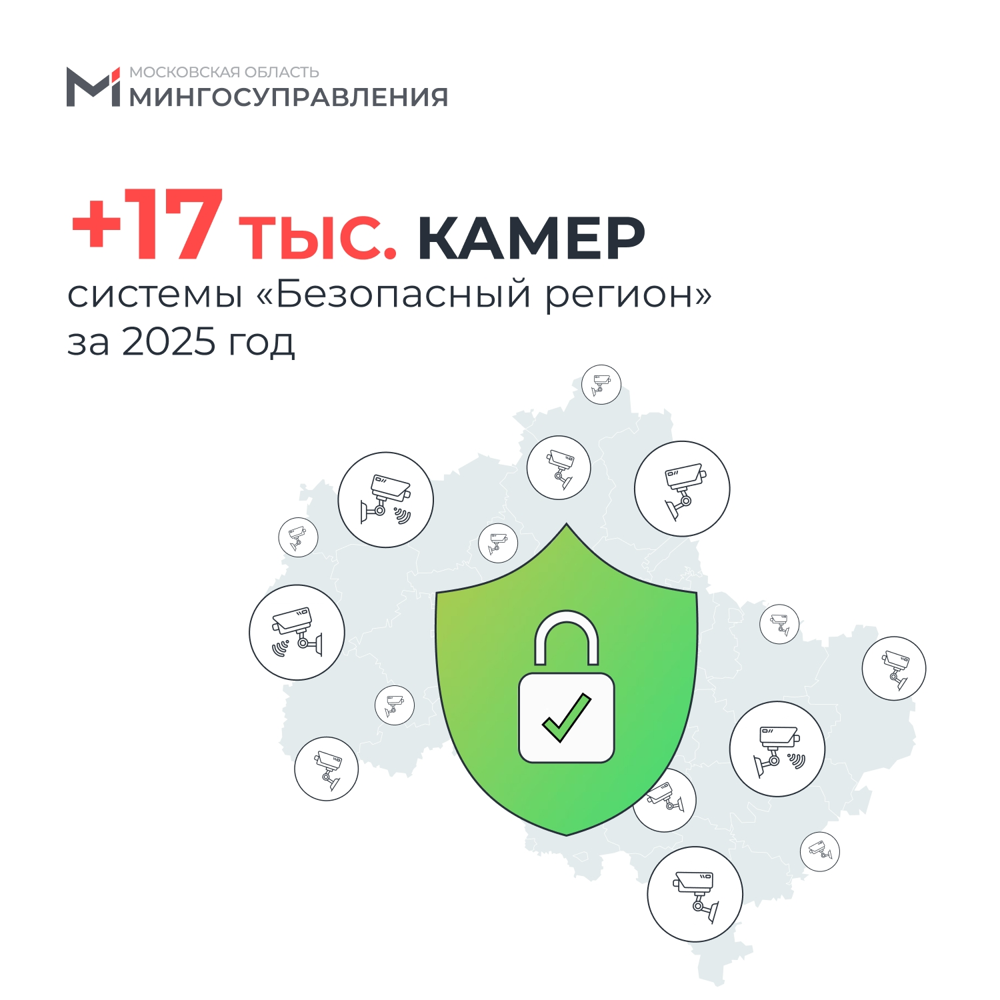 МОСКОВСКАЯ ОБЛАСТЬ
МИНГОСУПРАВЛЕНИЯ
+17 ТЫС. КАМЕР
системы «Безопасный регион»
за 2025 год